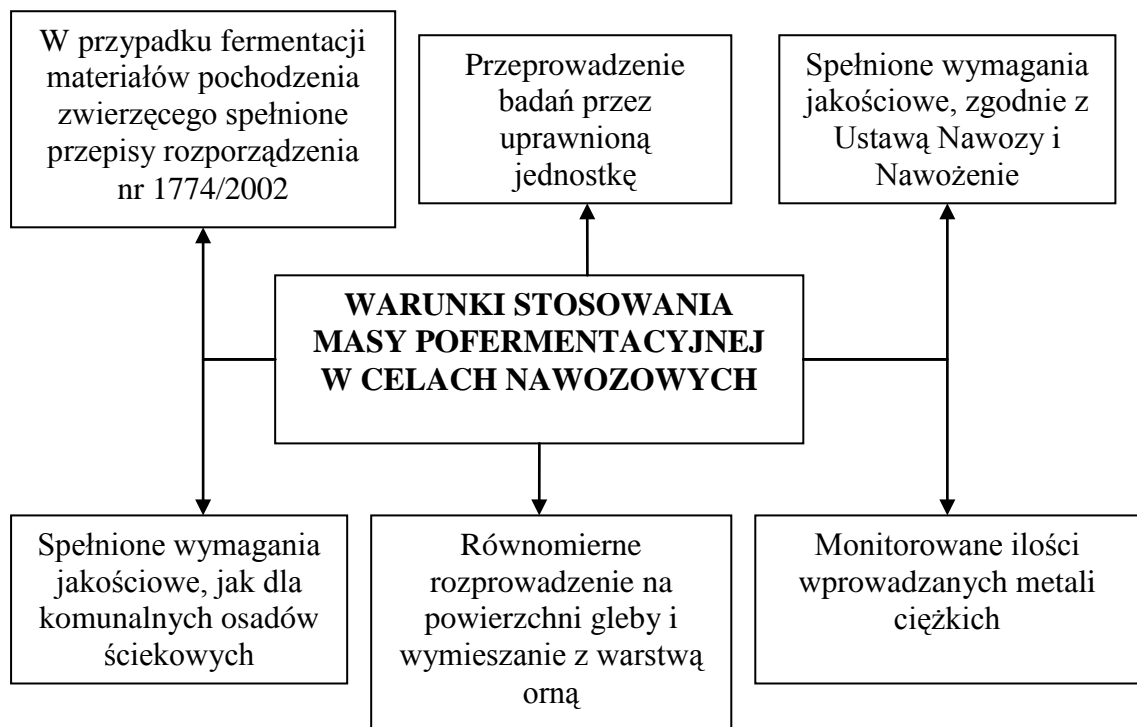 W przypadku fermentacji
materiałów pochodzenia
zwierzęcego spełnione
przepisy rozporządzenia
nr 1774/2002
Przeprowadzenie
badań przez
uprawnioną
jednostkę
Spełnione wymagania
jakościowe, zgodnie z
Ustawą Nawozy i
Nawożenie
WARUNKI STOSOWANIA
MASY POFERMENTACYJNEJ
W CELACH NAWOZOWYCH
Spełnione wymagania
jakościowe, jak dla
komunalnych osadów
ściekowych
Równomierne
rozprowadzenie na
powierzchni gleby i
wymieszanie z warstwą
orną
Monitorowane ilości
wprowadzanych metali
ciężkich